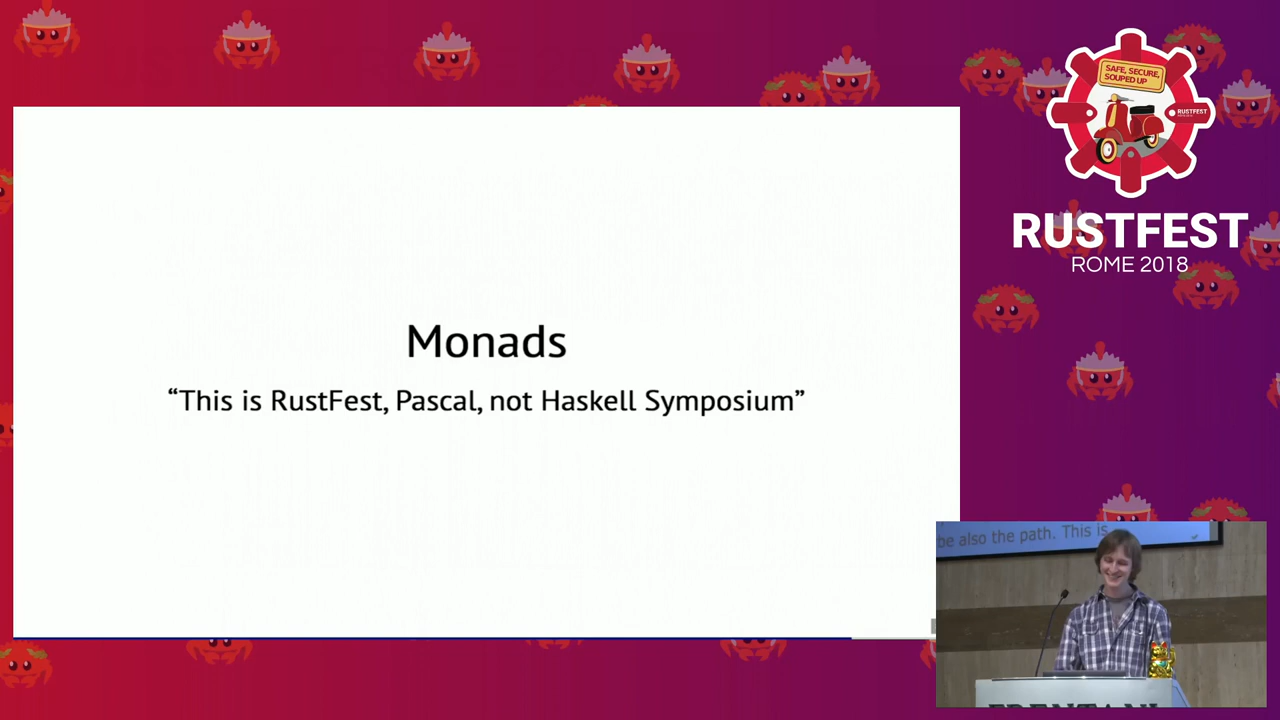 Monads
“This is RustFest, Pascal, not Haskell Symposium”
SAFE, SECURE,
SOUPED UP
RUSTFEST
RUSTFEST
ROME 2018
be also the path. This is